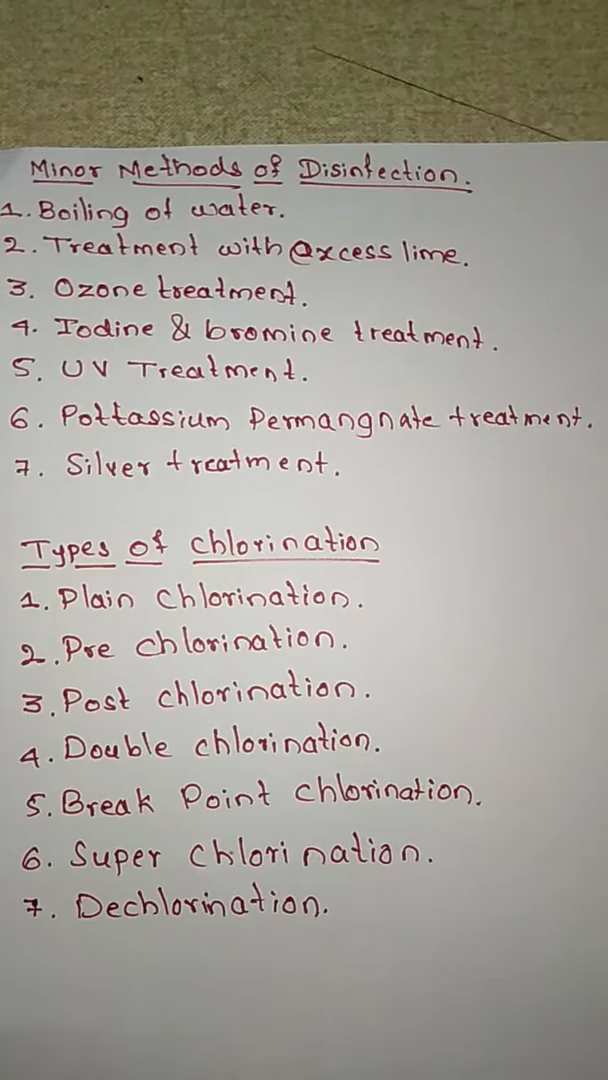 Minor Methods of Disinfection.
1. Boiling of water.
2. Treatment with excess lime.
3. Ozone treatment.
4. Iodine & bromine treatment.
5. UV Treatment.
6. Pottassium Permangnate treatment.
7. Silver treatment.
Types of chlorination
1. Plain Chlorination.
2. Pre chlorination.
3. Post chlorination.
4. Double chlorination.
5. Break Point Chlorination.
6. Super Chlorination.
7. Dechlorination.